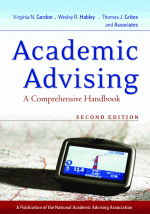 Virginia N. Gordon • Wesley R. Habley • Thomas J. Grites
and Associates
Academic
Advising
A Comprehensive Handbook
SECOND EDITION
A Publication of the National Academic Advising Association